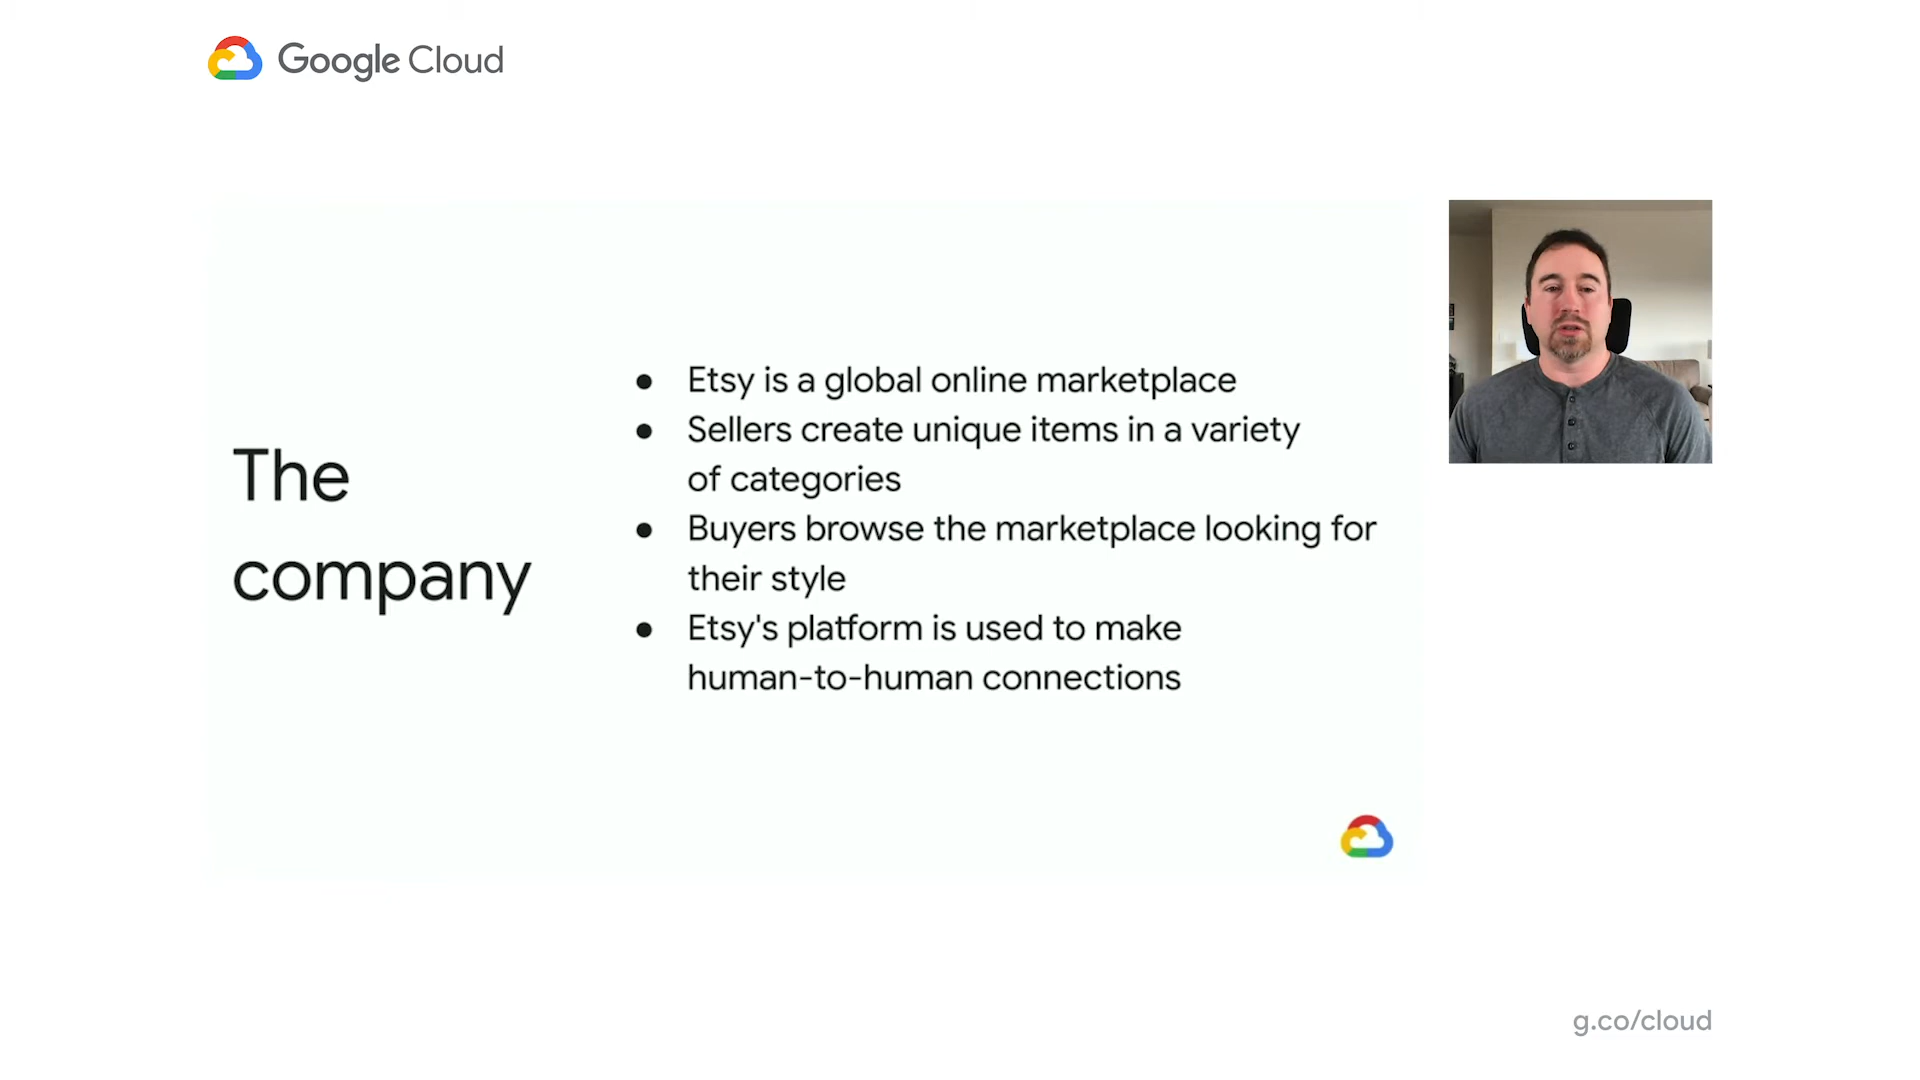 Google Cloud
The
company
● Etsy is a global online marketplace
● Sellers create unique items in a variety
of categories
● Buyers browse the marketplace looking for
their style
● Etsy's platform is used to make
human-to-human connections
g.co/cloud